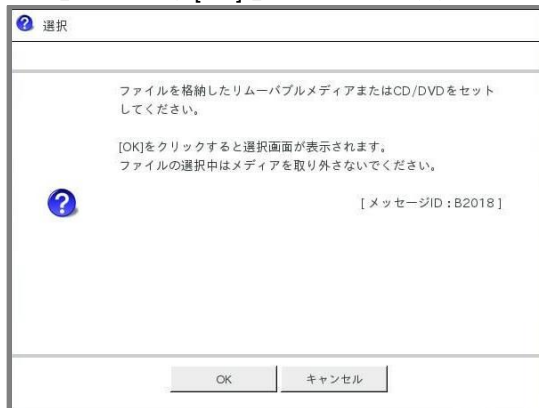 選択
ファイルを格納したリムーバブルメディアまたはCD/DVDをセット
してください。
[OK]をクリックすると選択画面が表示されます。
ファイルの選択中はメディアを取り外さないでください。
[ メッセージID : B2018 ]
OK
キャンセル